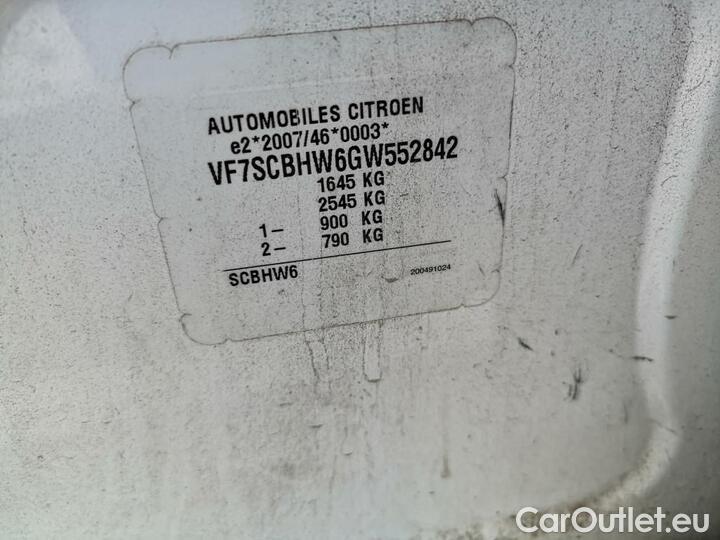 AUTOMOBILES CITROEN
e2*2007/46*0003*
VF7SCBHW6GW552842
1645 KG
2545 KG
1– 900 KG
2– 790 KG
SCBHW6 200491024
CarOutlet.eu